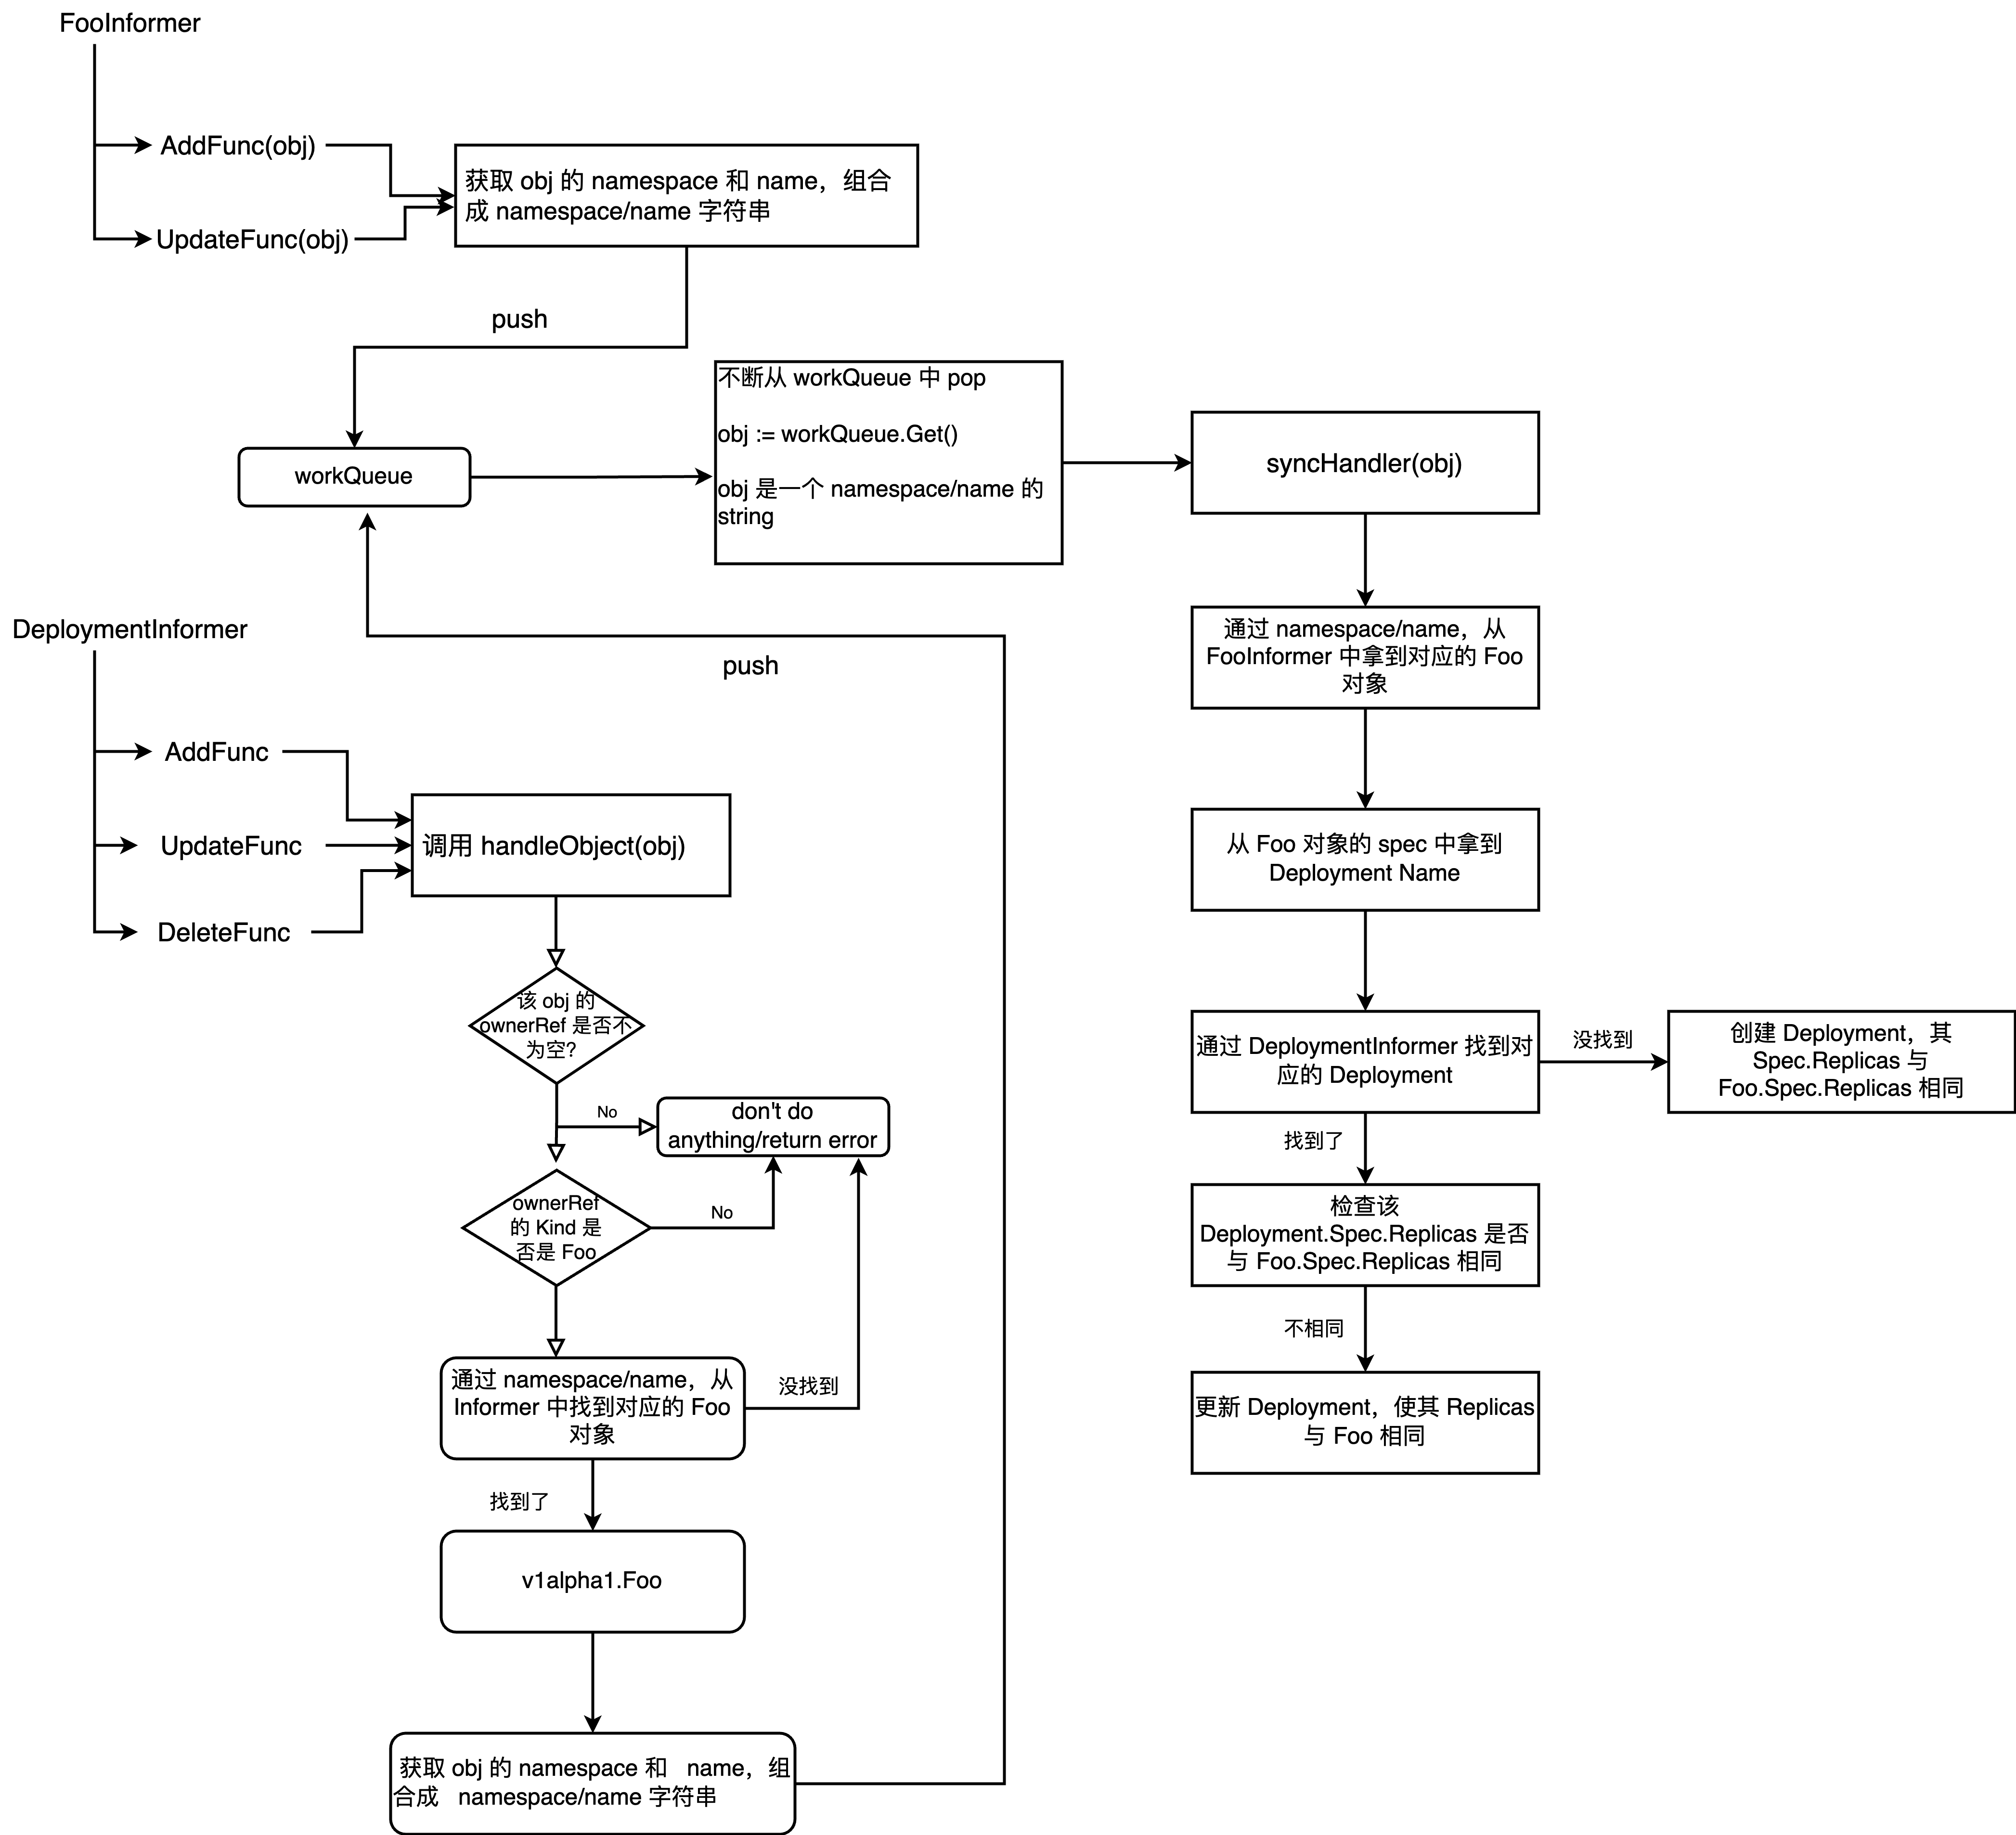 FooInformer
AddFunc(obj)
UpdateFunc(obj)
获取 obj 的 namespace 和 name，组合
成 namespace/name 字符串
push
workQueue
不断从 workQueue 中 pop
obj := workQueue.Get()
obj 是一个 namespace/name 的
string
syncHandler(obj)
通过 namespace/name，从
FooInformer 中拿到对应的 Foo
对象
从 Foo 对象的 spec 中拿到
Deployment Name
通过 DeploymentInformer 找到对
应的 Deployment
没找到
创建 Deployment，其
Spec.Replicas 与
Foo.Spec.Replicas 相同
找到了
检查该
Deployment.Spec.Replicas 是否
与 Foo.Spec.Replicas 相同
不相同
更新 Deployment，使其 Replicas
与 Foo 相同
DeploymentInformer
push
AddFunc
UpdateFunc
DeleteFunc
调用 handleObject(obj)
该 obj 的
ownerRef 是否不
为空?
No
don't do
anything/return error
ownerRef
的 Kind 是
否是 Foo
No
通过 namespace/name，从
Informer 中找到对应的 Foo
对象
没找到
找到了
v1alpha1.Foo
获取 obj 的 namespace 和 name，组
合成 namespace/name 字符串